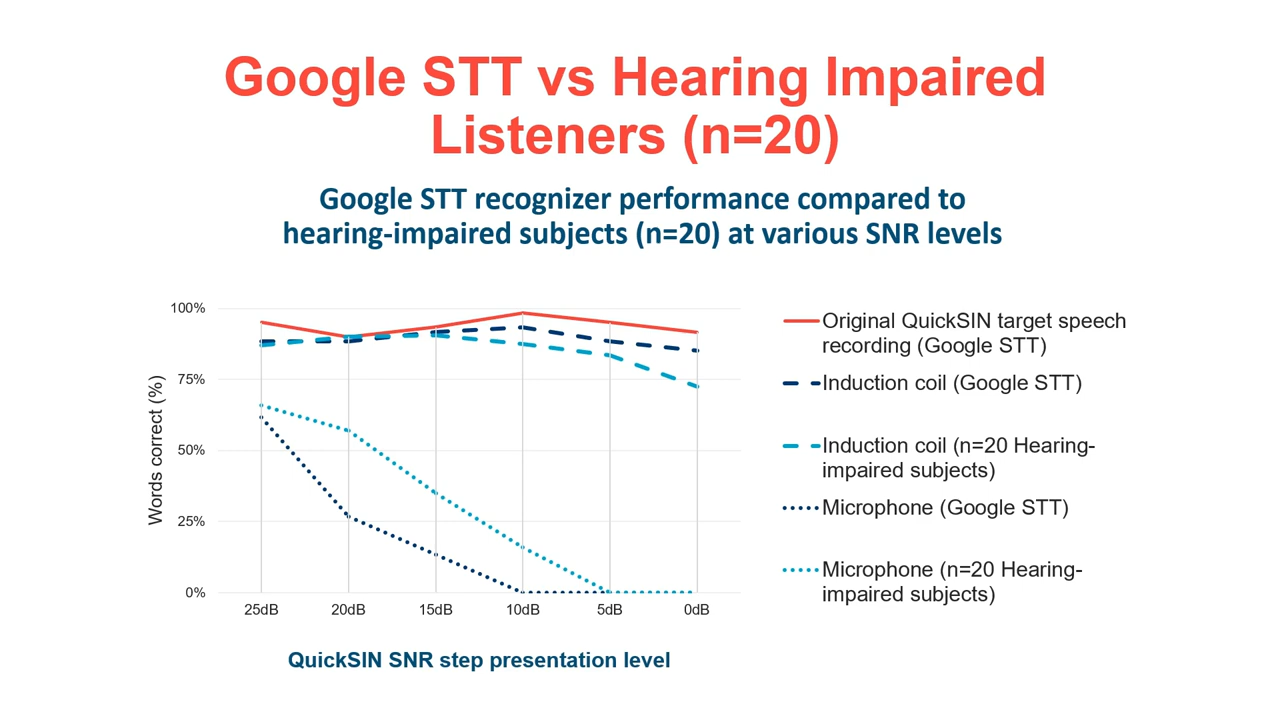 Google STT vs Hearing Impaired
Listeners (n=20)
Google STT recognizer performance compared to
hearing-impaired subjects (n=20) at various SNR levels
Words correct (%)
100%
75%
50%
25%
0%
25dB
20dB
15dB
10dB
5dB
0dB
QuickSIN SNR step presentation level
Original QuickSIN target speech
recording (Google STT)
Induction coil (Google STT)
Induction coil (n=20 Hearing-
impaired subjects)
Microphone (Google STT)
Microphone (n=20 Hearing-
impaired subjects)